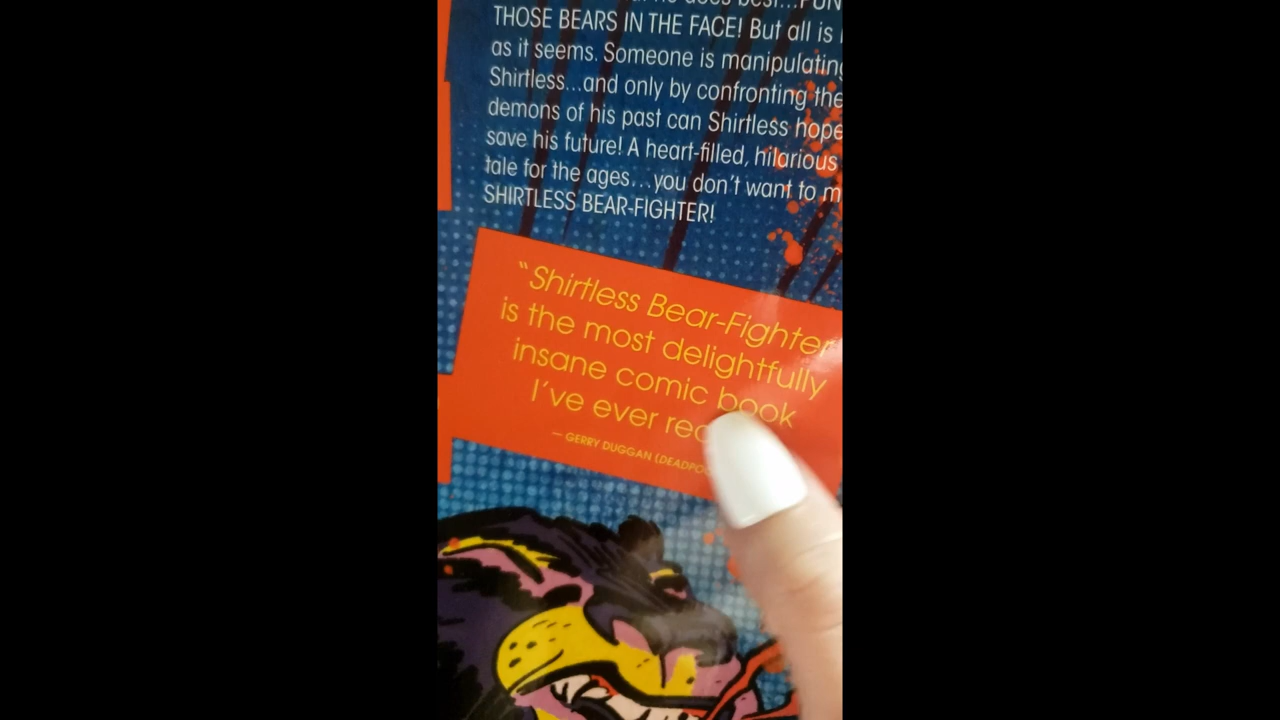 he does best...
THOSE BEARS IN THE FACE! But all is
as it seems. Someone is manipulating
Shirtless...and only by confronting the
demons of his past can Shirtless hope
save his future! A heart-filled, hilarious
tale for the ages...you don't want to
SHIRTLESS BEAR-FIGHTER!
"Shirtless Bear-Fighter
is the most delightfully
insane comic book
I've ever
— GERRY DUGGAN